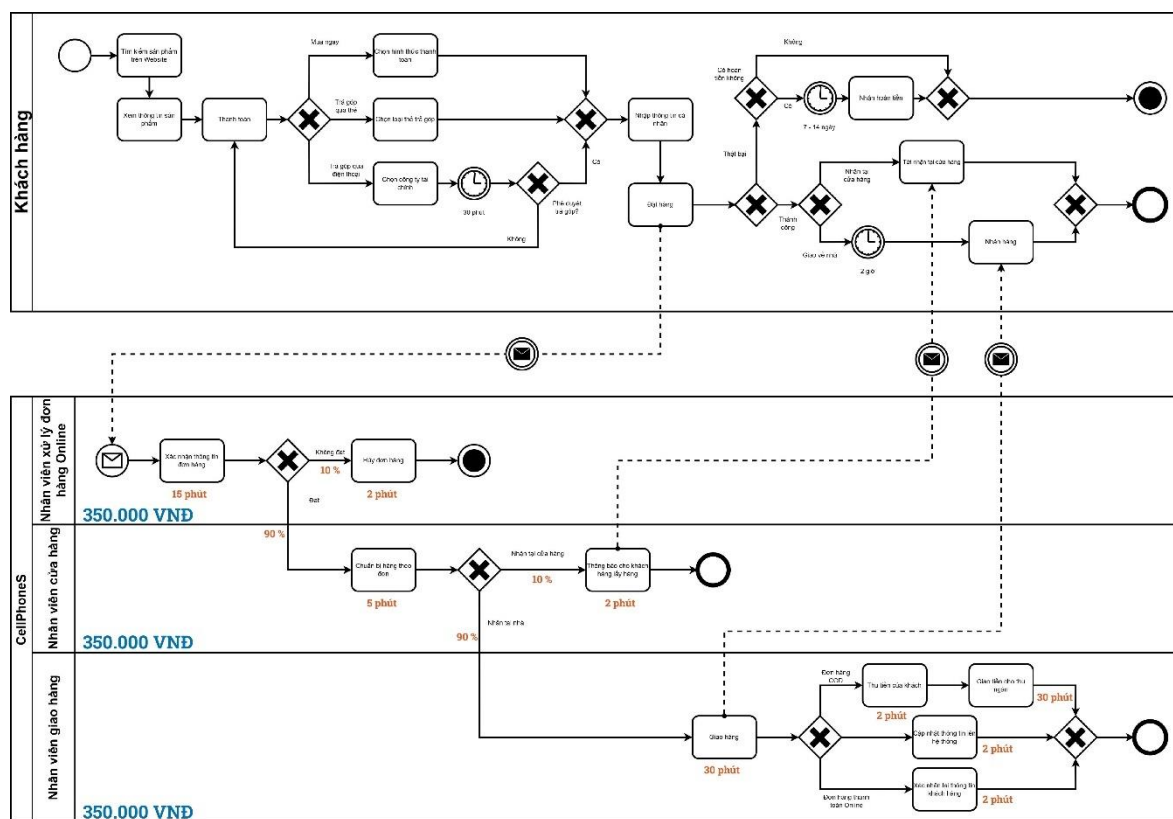 Khách hàng
Tìm kiếm sản phẩm
trên Website
Xem thông tin sản
phẩm
Thanh toán
Mua ngay
Chọn hình thức thanh
toán
Trả góp
qua thẻ
Chọn loại thẻ trả góp
Trả góp qua
điện thoại
Chọn công ty tài
chính
30 phút
Phê duyệt
trả góp?
Có
Không
Nhập thông tin cá
nhân
Đặt hàng
Thất bại
Có hoàn
tiền không
Không
Có
7 - 14 ngày
Nhận hoàn tiền
Thành
công
Nhận tại
cửa hàng
Tới nhận tại cửa hàng
Giao về nhà
2 giờ
Nhận hàng
CellPhoneS
Nhân viên xử lý đơn
hàng Online
Xác nhận thông tin
đơn hàng
15 phút
Không đạt
10 %
Hủy đơn hàng
2 phút
Đạt
90 %
350.000 VNĐ
Nhân viên cửa hàng
Chuẩn bị hàng theo
đơn
5 phút
Nhận tại cửa hàng
10 %
Thông báo cho khách
hàng lấy hàng
2 phút
Nhận tại nhà
90 %
350.000 VNĐ
Nhân viên giao hàng
Giao hàng
30 phút
Đơn hàng
COD
Thu tiền của khách
2 phút
Giao tiền cho thu
ngân
30 phút
Cập nhật thông tin lên
hệ thống
2 phút
Đơn hàng thanh
toán Online
Xác nhận lại thông tin
khách hàng
2 phút
350.000 VNĐ